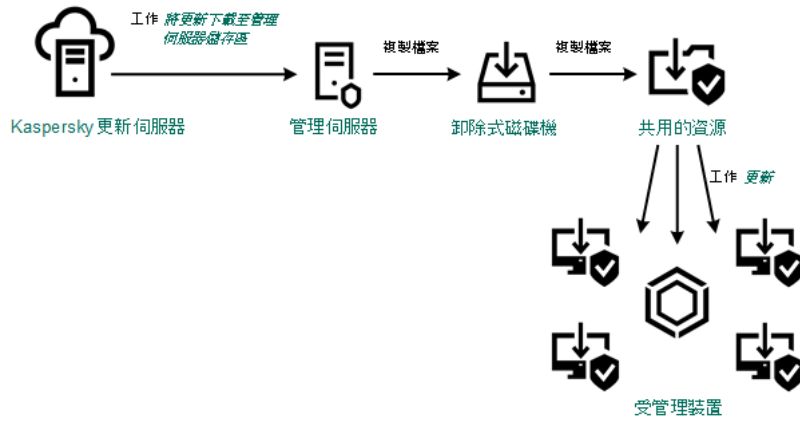 工作 將更新下載至管理
伺服器儲存區
複製檔案
複製檔案
Kaspersky 更新伺服器
管理伺服器
卸除式磁碟機
共用的資源
工作 更新
受管理裝置